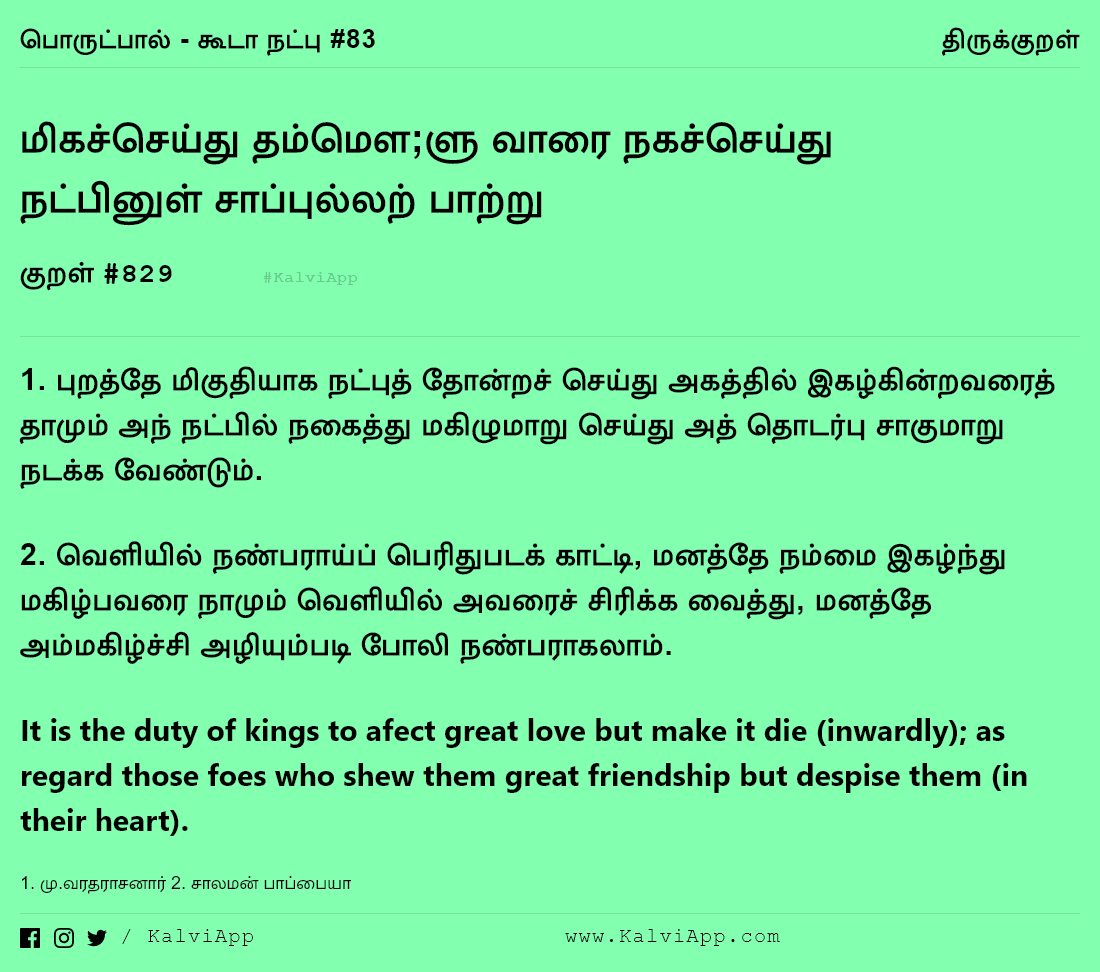 பொருட்பால் - கூடா நட்பு #83 திருக்குறள்
மிகச்செய்து தம்மௌ;ளு வாரை நகச்செய்து
நட்பினுள் சாப்புல்லற் பாற்று
குறள் #829 #KalviApp
1. புறத்தே மிகுதியாக நட்புத் தோன்றச் செய்து அகத்தில் இகழ்கின்றவரைத்
தாமும் அந் நட்பில் நகைத்து மகிழுமாறு செய்து அத் தொடர்பு சாகுமாறு
நடக்க வேண்டும்.
2. வெளியில் நண்பராய்ப் பெரிதுபடக் காட்டி, மனத்தே நம்மை இகழ்ந்து
மகிழ்பவரை நாமும் வெளியில் அவரைச் சிரிக்க வைத்து, மனத்தே
அம்மகிழ்ச்சி அழியும்படி போலி நண்பராகலாம்.
It is the duty of kings to afect great love but make it die (inwardly); as
regard those foes who shew them great friendship but despise them (in
their heart).
1. மு.வரதராசனார் 2. சாலமன் பாப்பையா
/ KalviApp www.KalviApp.com